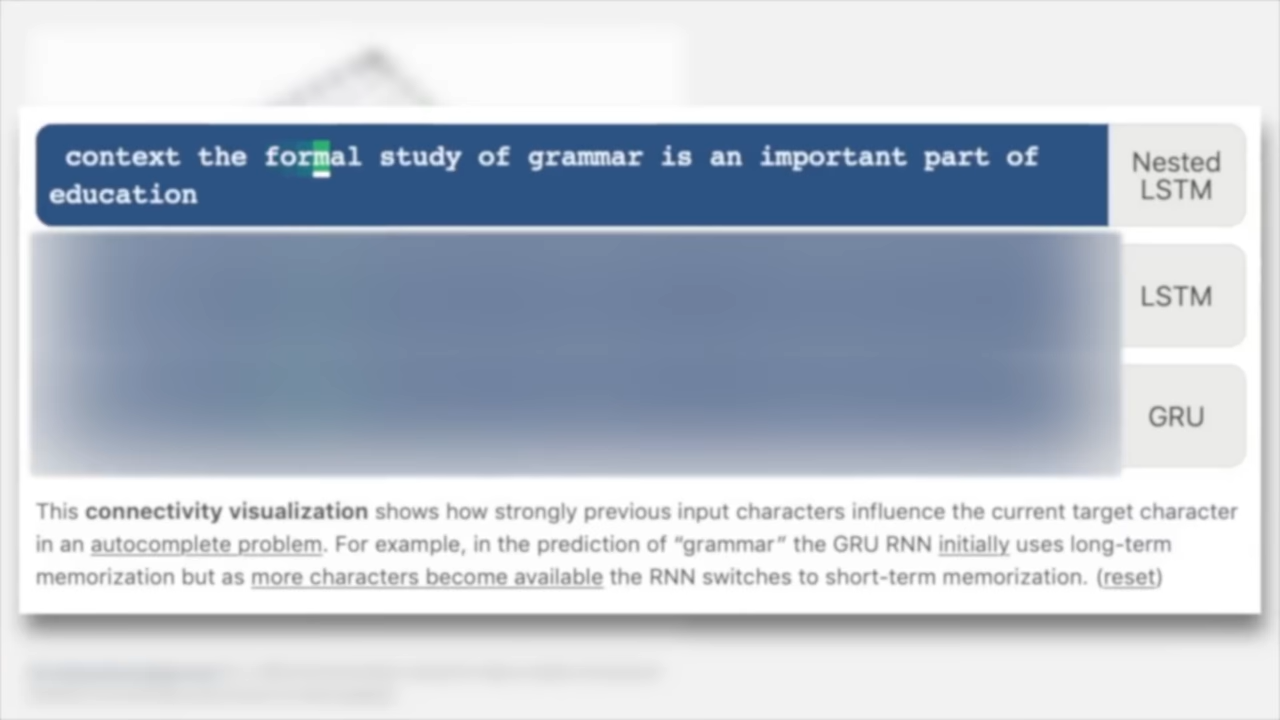 context the formal study of grammar is an important part of
education
Nested
LSTM
LSTM
GRU
This connectivity visualization shows how strongly previous input characters influence the current target character
in an autocomplete problem. For example, in the prediction of “grammar” the GRU RNN initially uses long-term
memorization but as more characters become available the RNN switches to short-term memorization. (reset)